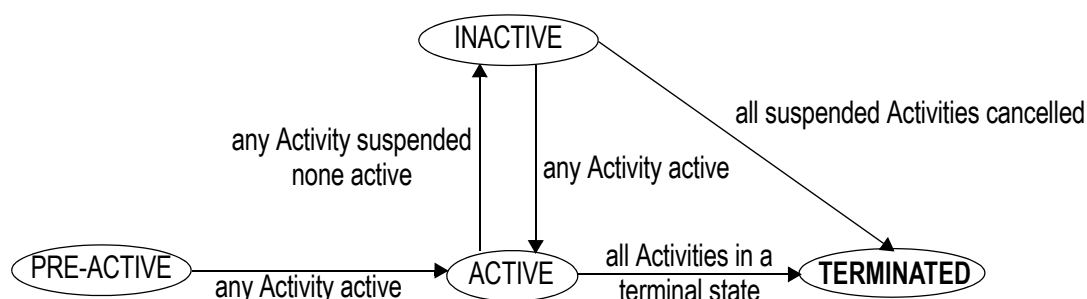 INACTIVE
all suspended Activities cancelled
any Activity suspended
none active
any Activity active
PRE-ACTIVE
any Activity active
ACTIVE
all Activities in a
terminal state
TERMINATED